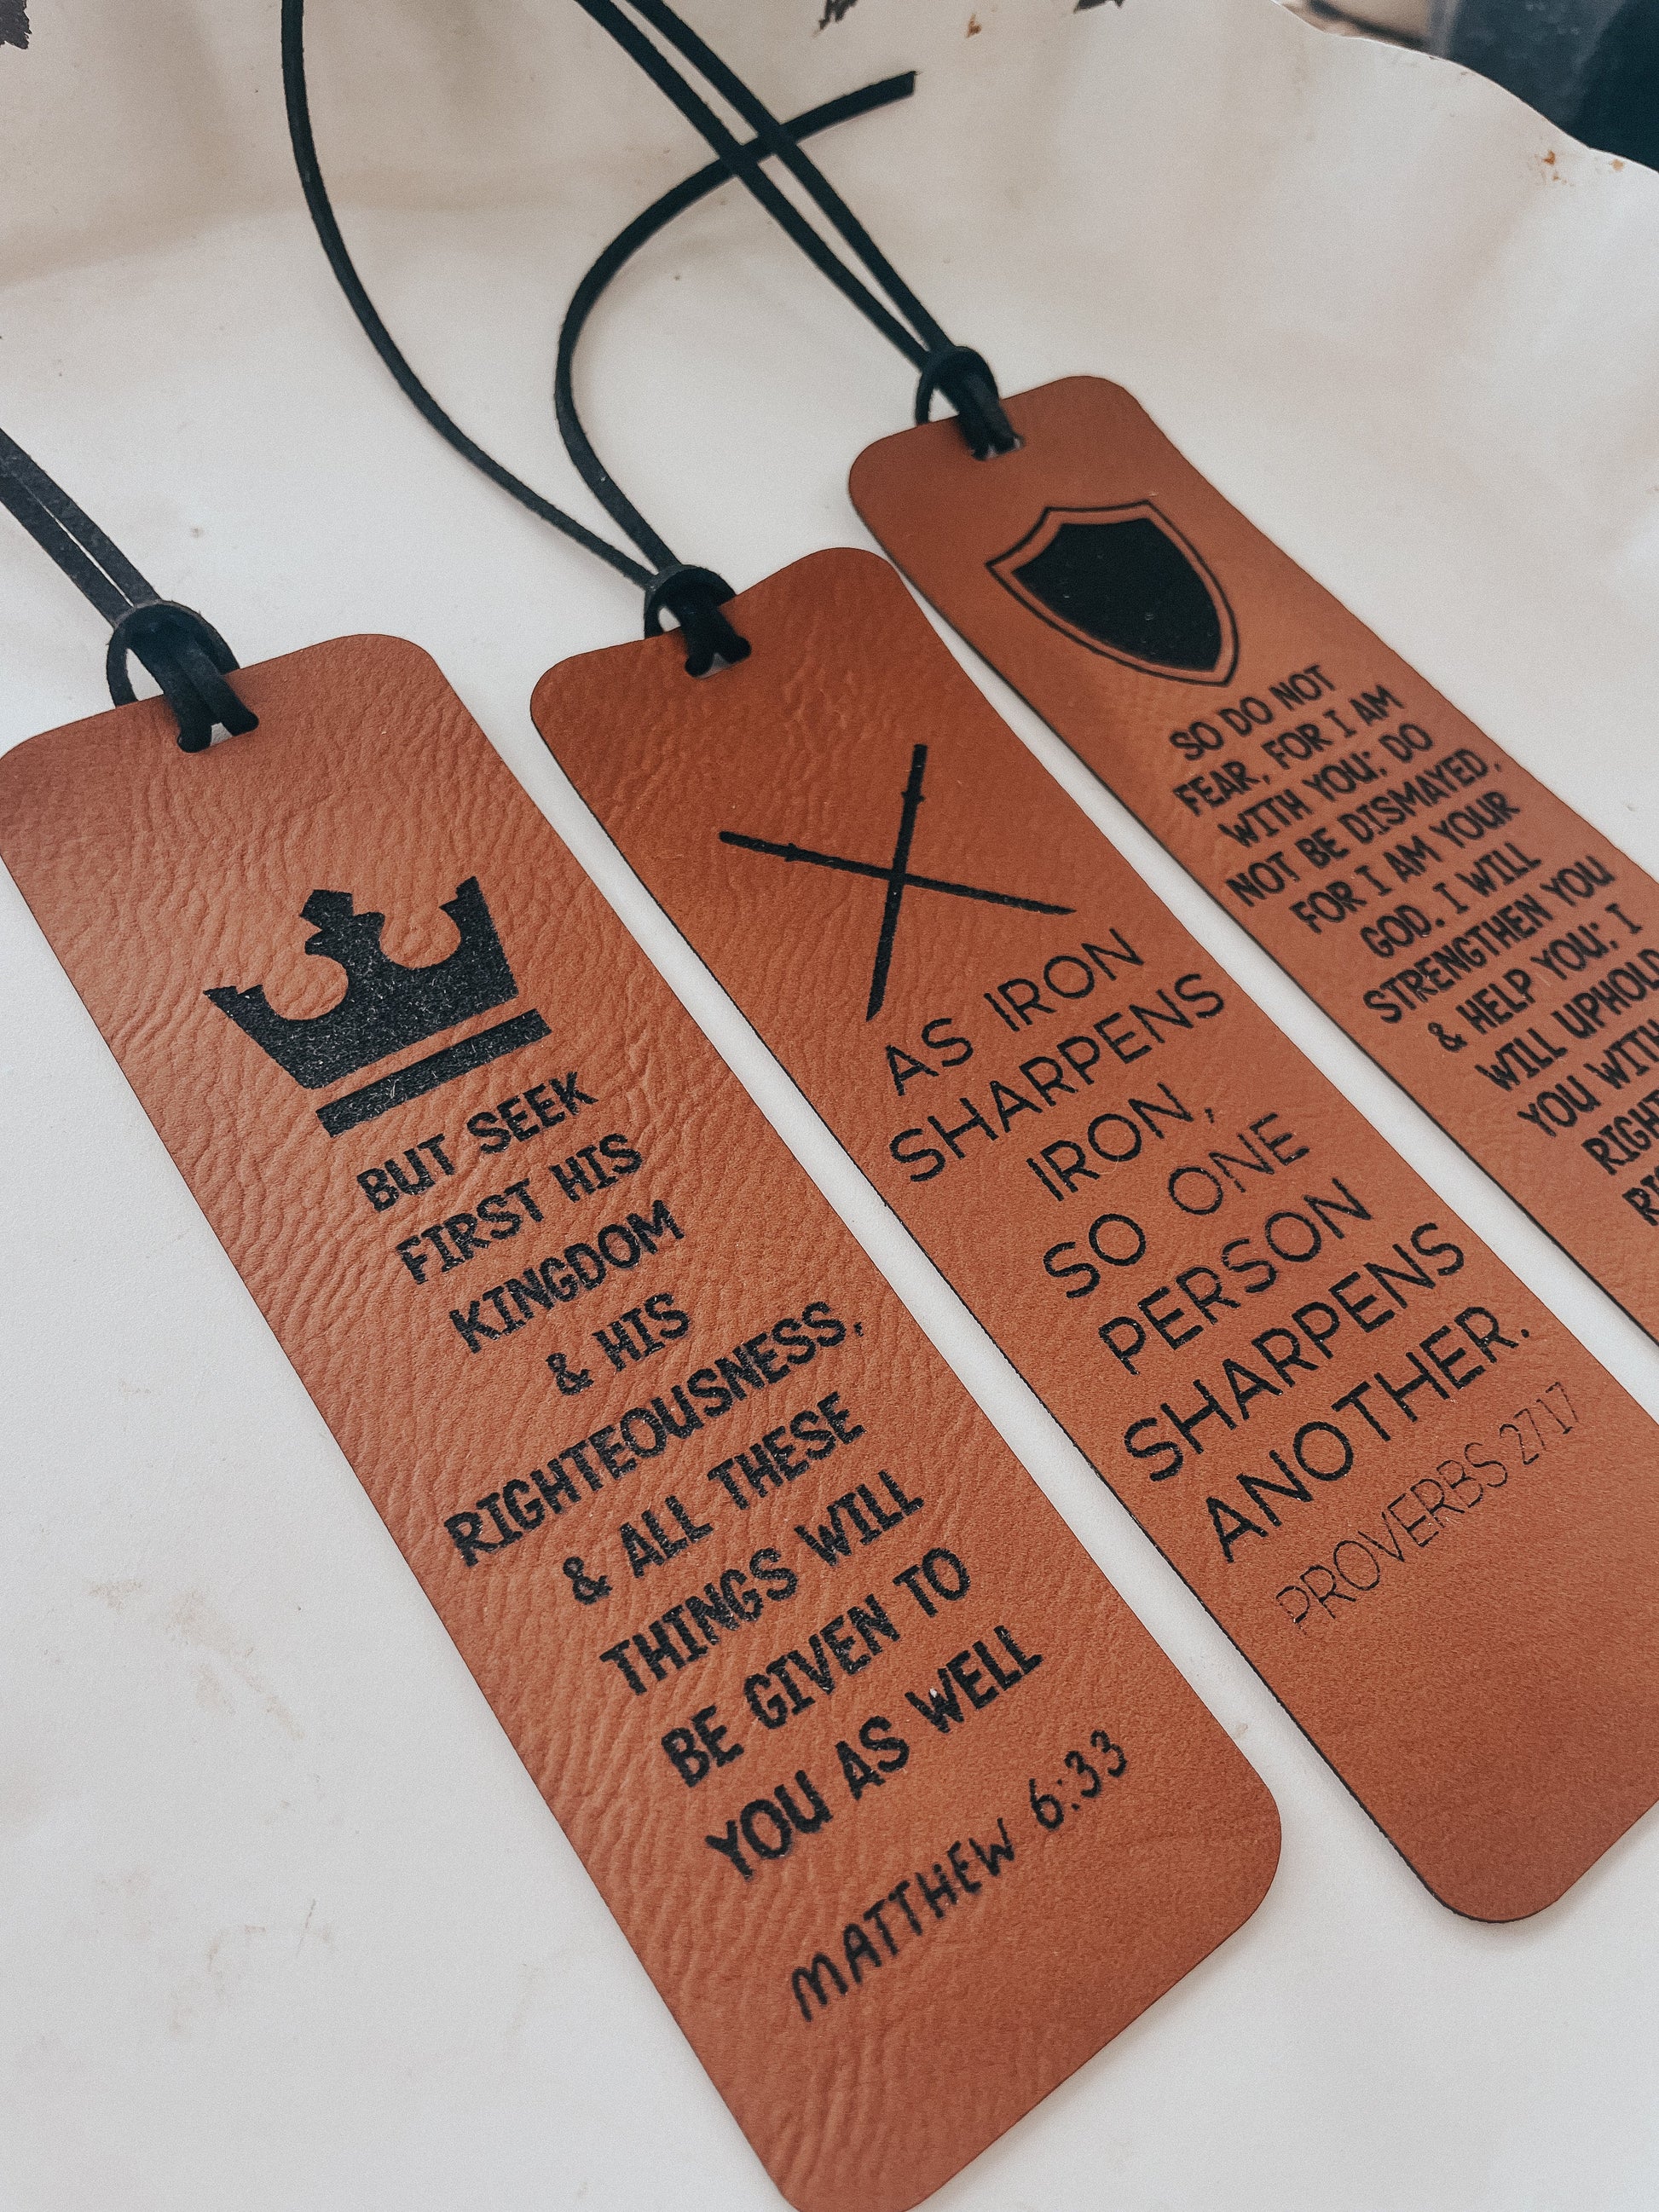 BUT SEEK
FIRST HIS
KINGDOM
& HIS
RIGHTEOUSNESS,
& ALL THESE
THINGS WILL
BE GIVEN TO
YOU AS WELL
MATTHEW 6:33
AS IRON
SHARPENS
IRON,
SO ONE
PERSON
SHARPENS
ANOTHER.
PROVERBS 27:17
SO DO NOT
FEAR, FOR I AM
WITH YOU; DO
NOT BE DISMAYED,
FOR I AM YOUR
GOD. I WILL
STRENGTHEN YOU
& HELP YOU; I
WILL UPHOLD
YOU WITH